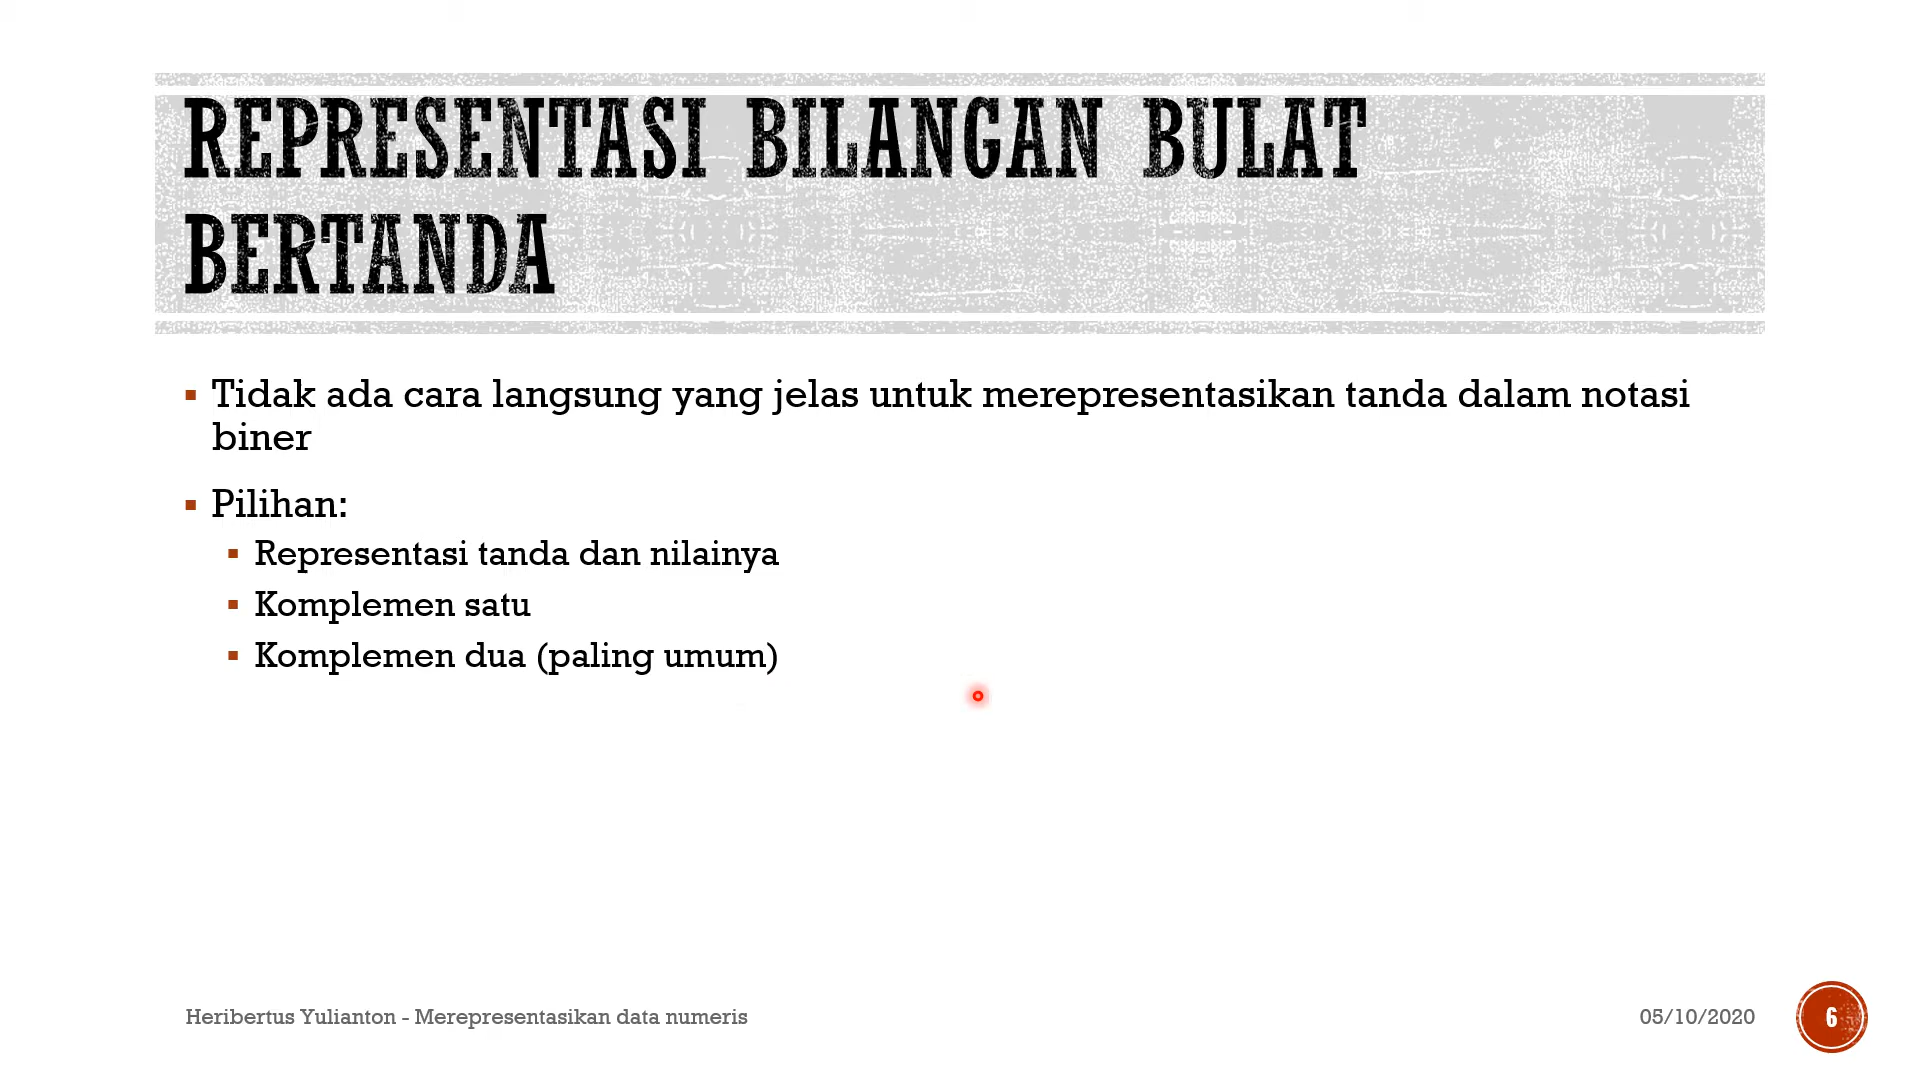 REPRESENTASI BILANGAN BULAT
BERTANDA
Tidak ada cara langsung yang jelas untuk merepresentasikan tanda dalam notasi
biner
Pilihan:
Representasi tanda dan nilainya
Komplemen satu
Komplemen dua (paling umum)
Heribertus Yulianton - Merepresentasikan data numeris
05/10/2020
6